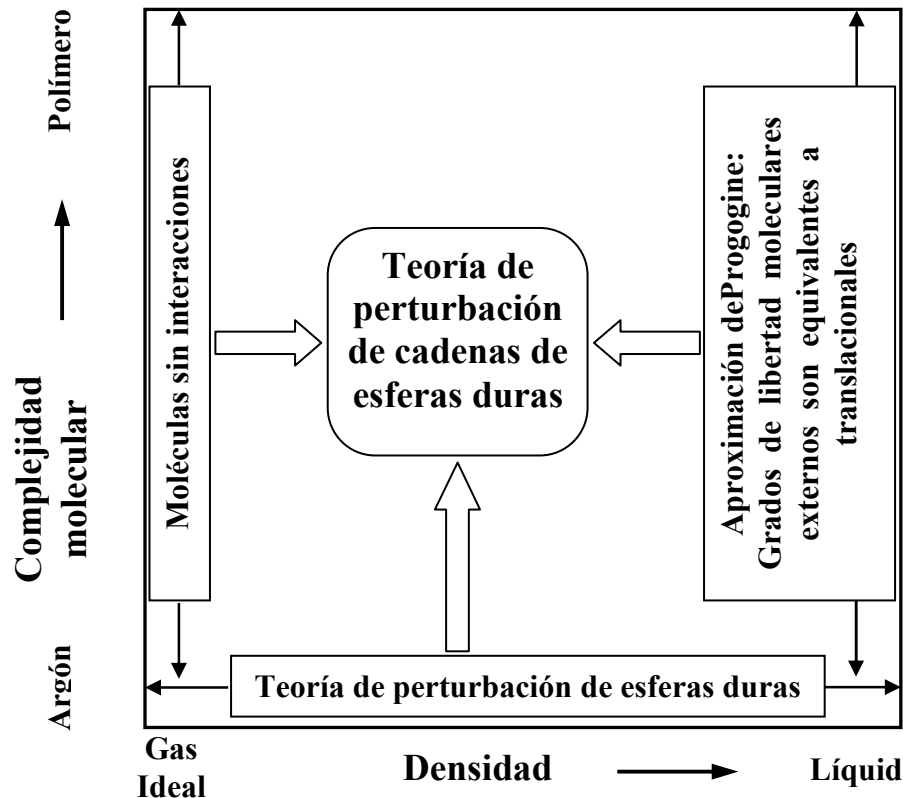 Polímero
Complejidad
molecular
Argón
Moléculas sin interacciones
Teoría de
perturbación
de cadenas de
esferas duras
Aproximación deProgogine:
Grados de libertad moleculares
externos son equivalentes a
translacionales
Teoría de perturbación de esferas duras
Gas
Ideal
Densidad
Líquid